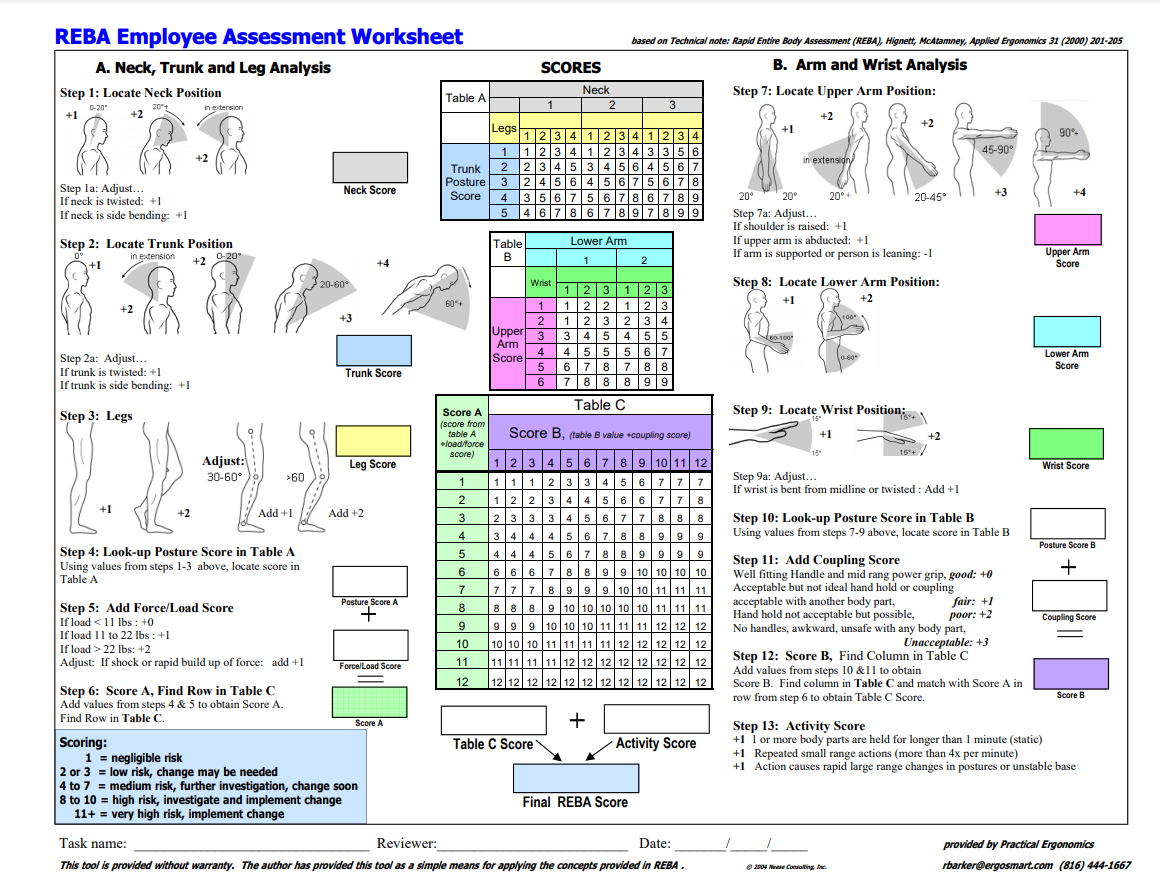 REBA Employee Assessment Worksheet
based on Technical note: Rapid Entire Body Assessment (REBA), Hignett, McAtamney, Applied Ergonomics 31 (2000) 201-205
A. Neck, Trunk and Leg Analysis
Step 1: Locate Neck Position
+1 0-20° +2 20°+ in extension
+2
Neck Score
Step 1a: Adjust…
If neck is twisted: +1
If neck is side bending: +1
Step 2: Locate Trunk Position
0° +1 in extension +2 0-20° +4
20-60° 60°+
+2 +3
Trunk Score
Step 2a: Adjust…
If trunk is twisted: +1
If trunk is side bending: +1
Step 3: Legs
Adjust:
30-60° >60
Leg Score
+1 +2 Add +1 Add +2
Step 4: Look-up Posture Score in Table A
Using values from steps 1-3 above, locate score in
Table A
Posture Score A
+
Step 5: Add Force/Load Score
If load < 11 lbs : +0
If load 11 to 22 lbs : +1
If load > 22 lbs: +2
Adjust: If shock or rapid build up of force: add +1
Force/Load Score
Step 6: Score A, Find Row in Table C
Add values from steps 4 & 5 to obtain Score A.
Find Row in Table C.
Score A
Scoring:
1 = negligible risk
2 or 3 = low risk, change may be needed
4 to 7 = medium risk, further investigation, change soon
8 to 10 = high risk, investigate and implement change
11+ = very high risk, implement change
SCORES
Table A Neck
1 2 3
Legs 1 2 3 4 1 2 3 4 1 2 3 4
Trunk
Posture
Score
1 1 2 3 4 1 2 3 4 3 3 5 6
2 2 3 4 5 3 4 5 6 4 5 6 7
3 2 4 5 6 4 5 6 7 5 6 7 8
4 3 5 6 7 5 6 7 8 6 7 8 9
5 4 6 7 8 6 7 8 9 7 8 9 9
Table
B
Lower Arm
1 2
Wrist 1 2 3 1 2 3
Upper
Arm
Score
1 1 2 2 1 2 3
2 1 2 3 2 3 4
3 3 4 5 4 5 5
4 4 5 5 5 6 7
5 6 7 8 7 8 8
6 7 8 8 8 9 9
Score A
(score from
table A
+load/force
score)
Table C
Score B, (table B value +coupling score)
1 2 3 4 5 6 7 8 9 10 11 12
1 1 1 1 2 3 3 4 5 6 7 7 7
2 1 2 2 3 4 4 5 6 6 7 7 8
3 2 3 3 3 4 5 6 7 7 8 8 8
4 3 4 4 4 5 6 7 8 8 9 9 9
5 4 4 4 5 6 7 8 8 9 9 9 9
6 6 6 6 7 8 8 9 9 10 10 10 10
7 7 7 7 8 9 9 9 10 10 11 11 11
8 8 8 8 9 10 10 10 10 10 11 11 11
9 9 9 9 10 10 10 11 11 11 12 12 12
10 10 10 10 11 11 11 11 12 12 12 12 12
11 11 11 11 11 12 12 12 12 12 12 12 12
12 12 12 12 12 12 12 12 12 12 12 12 12
+
Table C Score Activity Score
Final REBA Score
B. Arm and Wrist Analysis
Step 7: Locate Upper Arm Position:
+1 +2 +2 90°+
in extension 45-90°
20° 20° 20°+ 20-45° +3 +4
Step 7a: Adjust…
If shoulder is raised: +1
If upper arm is abducted: +1
If arm is supported or person is leaning: -1
Upper Arm
Score
Step 8: Locate Lower Arm Position:
+1 +2
100°
60-100°
0-60°
Lower Arm
Score
Step 9: Locate Wrist Position:
15° 15°+
+1 +2
15° 15°+
Wrist Score
Step 9a: Adjust…
If wrist is bent from midline or twisted : Add +1
Step 10: Look-up Posture Score in Table B
Using values from steps 7-9 above, locate score in Table B
Posture Score B
+
Step 11: Add Coupling Score
Well fitting Handle and mid rang power grip, good: +0
Acceptable but not ideal hand hold or coupling
acceptable with another body part, fair: +1
Hand hold not acceptable but possible, poor: +2
No handles, awkward, unsafe with any body part,
Unacceptable: +3
Coupling Score
Step 12: Score B, Find Column in Table C
Add values from steps 10 &11 to obtain
Score B. Find column in Table C and match with Score A in
row from step 6 to obtain Table C Score.
Score B
Step 13: Activity Score
+1 1 or more body parts are held for longer than 1 minute (static)
+1 Repeated small range actions (more than 4x per minute)
+1 Action causes rapid large range changes in postures or unstable base
Task name: ________ Reviewer: ________ Date: ____/____/____
provided by Practical Ergonomics
This tool is provided without warranty. The author has provided this tool as a simple means for applying the concepts provided in REBA .
© 2004 Neese Consulting, Inc.
rbarker@ergosmart.com (816) 444-1667